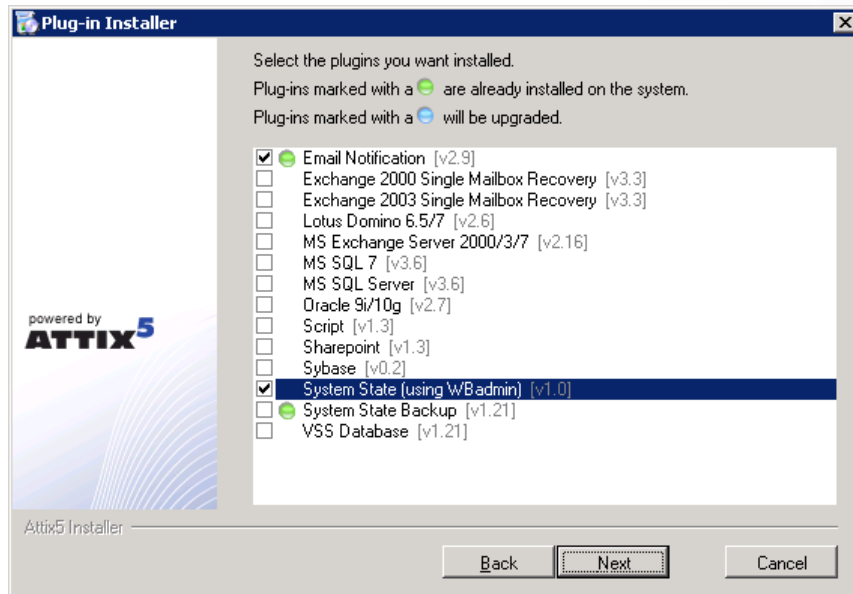 Plug-in Installer
Select the plugins you want installed.
Plug-ins marked with a are already installed on the system.
Plug-ins marked with a will be upgraded.
Email Notification [v2.9]
Exchange 2000 Single Mailbox Recovery [v3.3]
Exchange 2003 Single Mailbox Recovery [v3.3]
Lotus Domino 6.5/7 [v2.6]
MS Exchange Server 2000/3/7 [v2.16]
MS SQL 7 [v3.6]
MS SQL Server [v3.6]
Oracle 9i/10g [v2.7]
Script [v1.3]
Sharepoint [v1.3]
Sybase [v0.2]
System State (using WBadmin) [v1.0]
System State Backup [v1.21]
VSS Database [v1.21]
powered by
ATTIX5
Attix5 Installer
Back Next Cancel